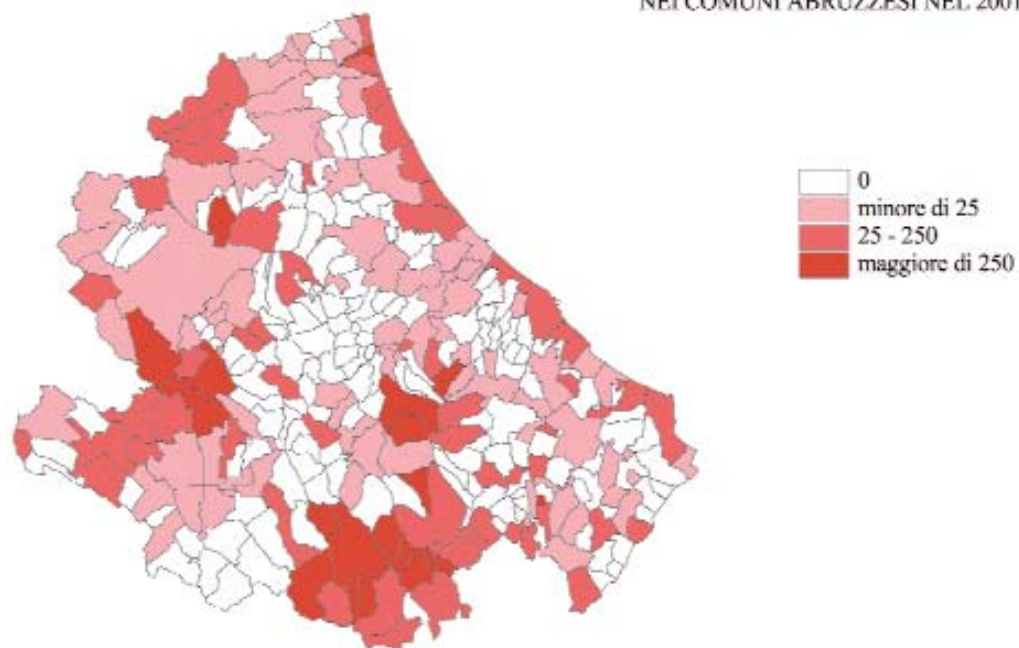 NEI COMUNI ABRUZZESI NEL 2001
0
minore di 25
25 - 250
maggiore di 250